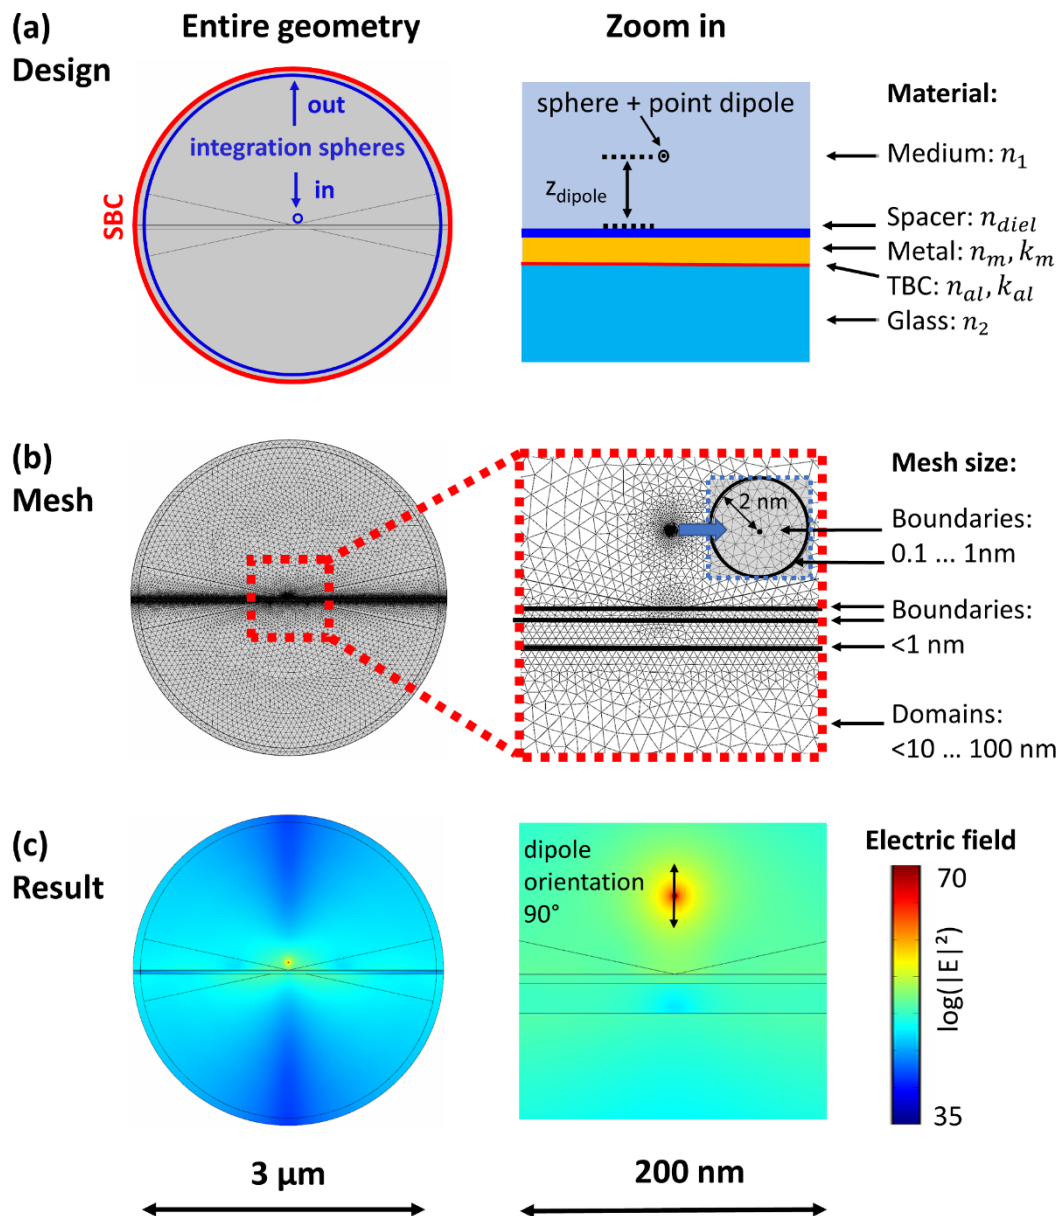 (a)
Design
Entire geometry
Zoom in
out
integration spheres
in
SBC
sphere + point dipole
z_dipole
Material:
Medium: n₁
Spacer: n_diel
Metal: n_m, k_m
TBC: n_al, k_al
Glass: n₂
(b)
Mesh
2 nm
Mesh size:
Boundaries:
0.1 ... 1nm
Boundaries:
<1 nm
Domains:
<10 ... 100 nm
(c)
Result
dipole
orientation
90°
Electric field
70
log(|E|²)
35
3 µm
200 nm